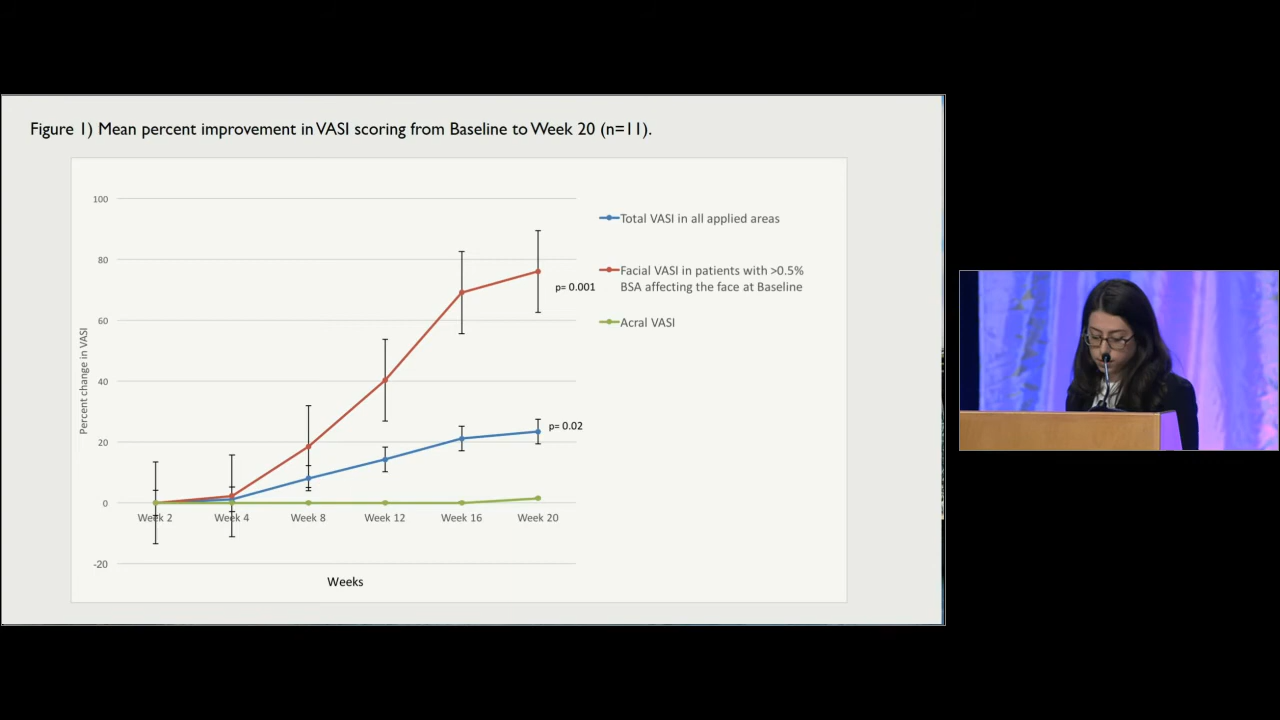 Figure 1) Mean percent improvement in VASI scoring from Baseline to Week 20 (n=11).
100
80
60
40
20
0
-20
Percent change in VASI
Week 2
Week 4
Week 8
Week 12
Week 16
Week 20
Weeks
p= 0.001
p= 0.02
Total VASI in all applied areas
Facial VASI in patients with >0.5%
BSA affecting the face at Baseline
Acral VASI